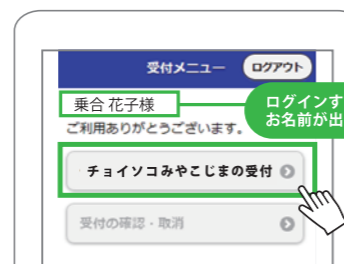 受付メニュー ログアウト
乗合 花子様
ログインす
お名前が出
ご利用ありがとうございます。
チョイソコみやこじまの受付
受付の確認・取消